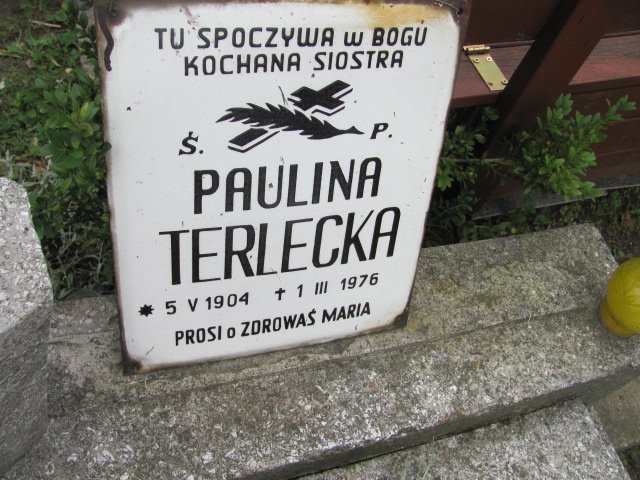 TU SPOCZYWA W BOGU
KOCHANA SIOSTRA
Ś. P.
PAULINA
TERLECKA
* 5 V 1904 † 1 III 1976
PROSI o ZDROWAŚ MARIA